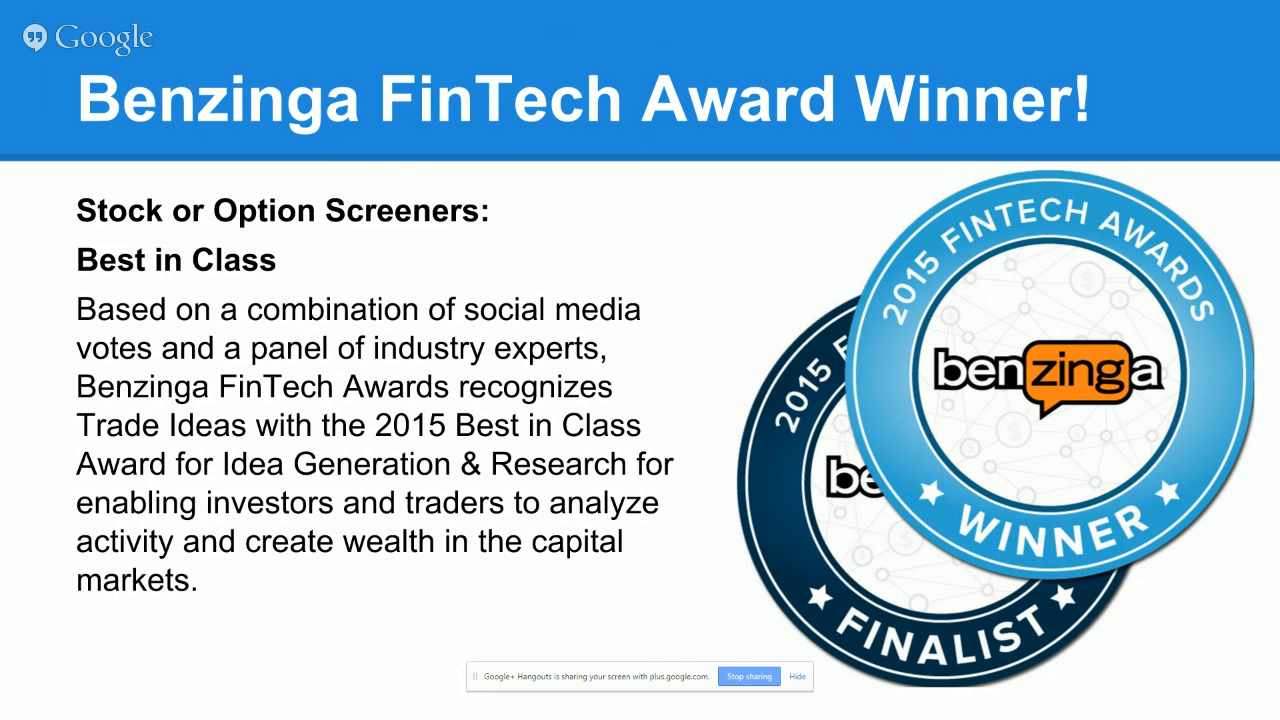 Google
Benzinga FinTech Award Winner!
Stock or Option Screeners:
Best in Class
Based on a combination of social media
votes and a panel of industry experts,
Benzinga FinTech Awards recognizes
Trade Ideas with the 2015 Best in Class
Award for Idea Generation & Research for
enabling investors and traders to analyze
activity and create wealth in the capital
markets.
2015 FINTECH AWARDS
benzinga
WINNER
2015 F
be
FINALIST
Google+ Hangouts is sharing your screen with plus.google.com.
Stop sharing
Hide